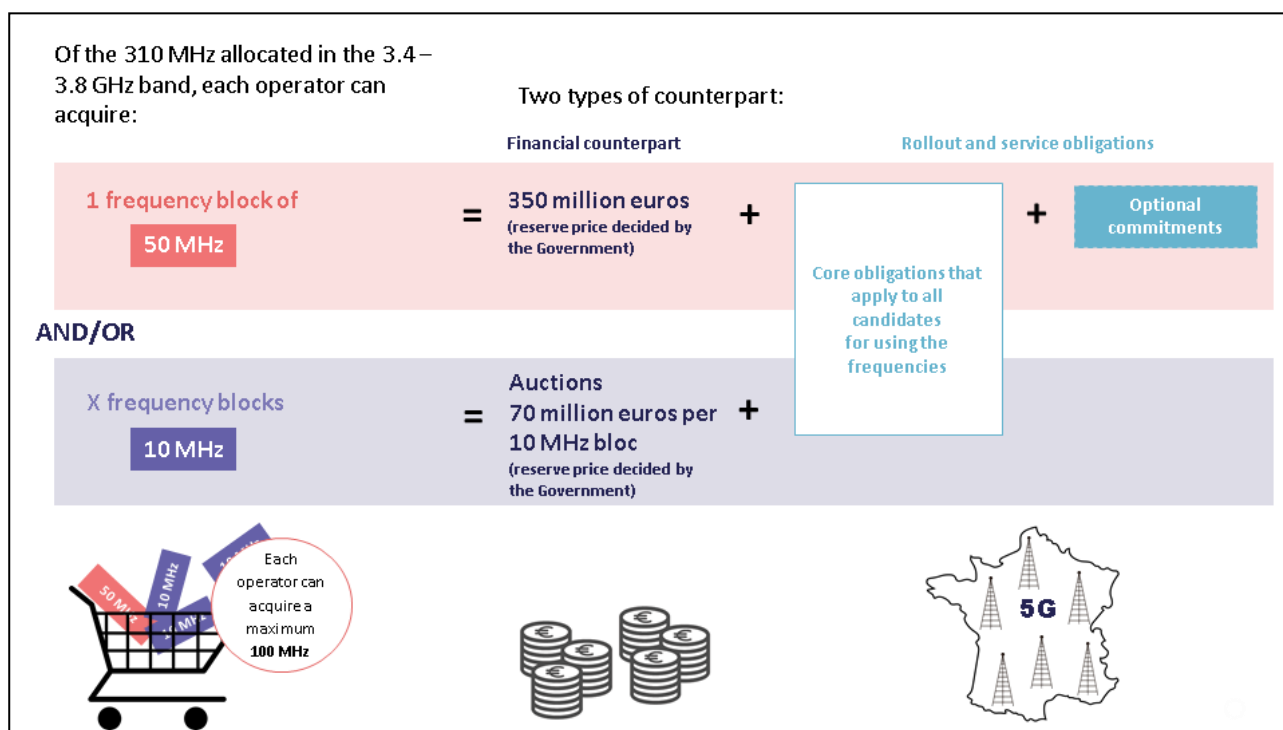 Of the 310 MHz allocated in the 3.4 –
3.8 GHz band, each operator can
acquire:
Two types of counterpart:
Financial counterpart
Rollout and service obligations
1 frequency block of
50 MHz
=
350 million euros
(reserve price decided by
the Government)
+
+
Optional
commitments
Core obligations that
apply to all
candidates
for using the
frequencies
AND/OR
X frequency blocks
10 MHz
=
Auctions
70 million euros per
10 MHz bloc
(reserve price decided by
the Government)
+
50 MHz
10 MHz
10 MHz
Each
operator can
acquire a
maximum
100 MHz
€
€
€
€
€
€
5G